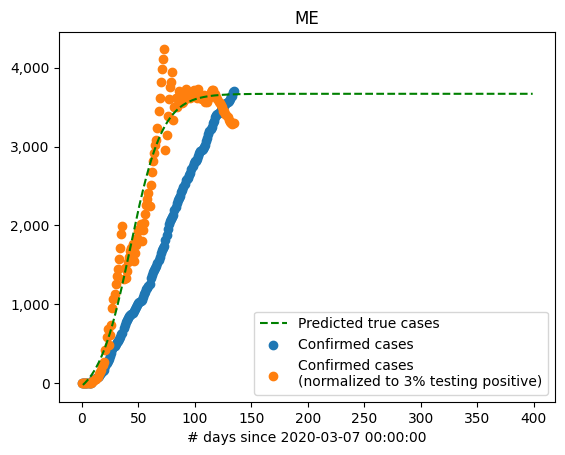 ME
4,000
3,000
2,000
1,000
0
Predicted true cases
Confirmed cases
Confirmed cases
(normalized to 3% testing positive)
0 50 100 150 200 250 300 350 400
# days since 2020-03-07 00:00:00